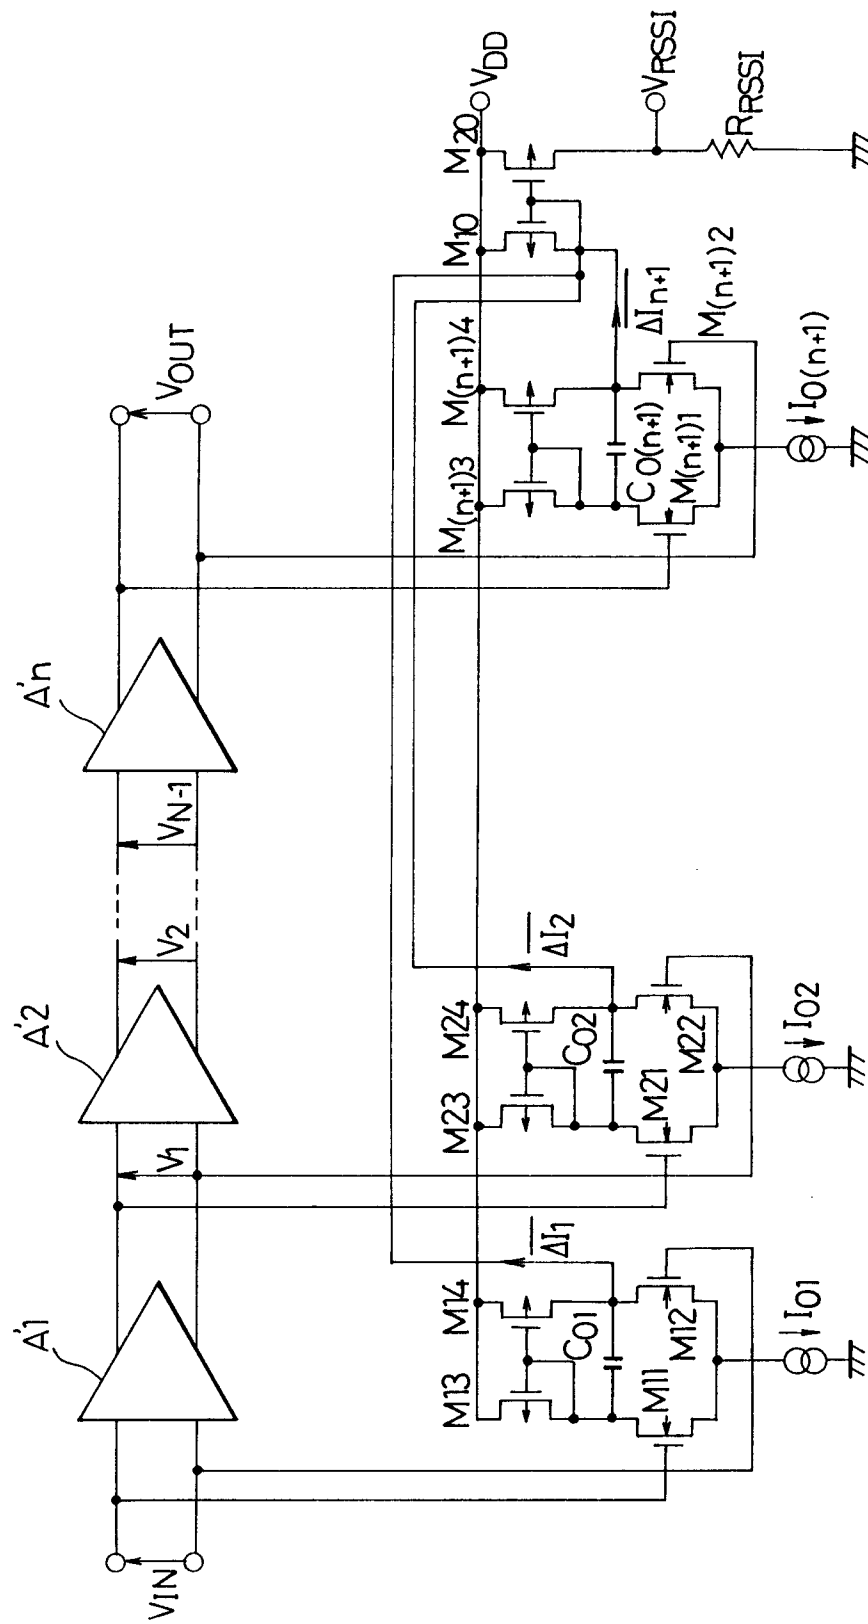 VIN
A'1
V1
A'2
V2
VN-1
A'n
VOUT
M13
M14
ΔI1
C01
M11
M12
I01
M23
M24
ΔI2
C02
M21
M22
I02
M(n+1)3
M(n+1)4
M10
M20
VDD
C0(n+1)
ΔIn+1
M(n+1)1
M(n+1)2
I0(n+1)
VRSSI
RRSSI